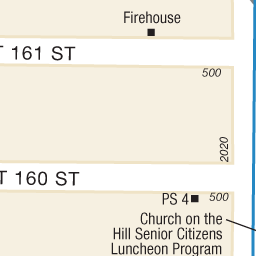 Firehouse
T 161 ST
500
2020
T 160 ST
PS 4 500
Church on the
Hill Senior Citizens
Luncheon Program